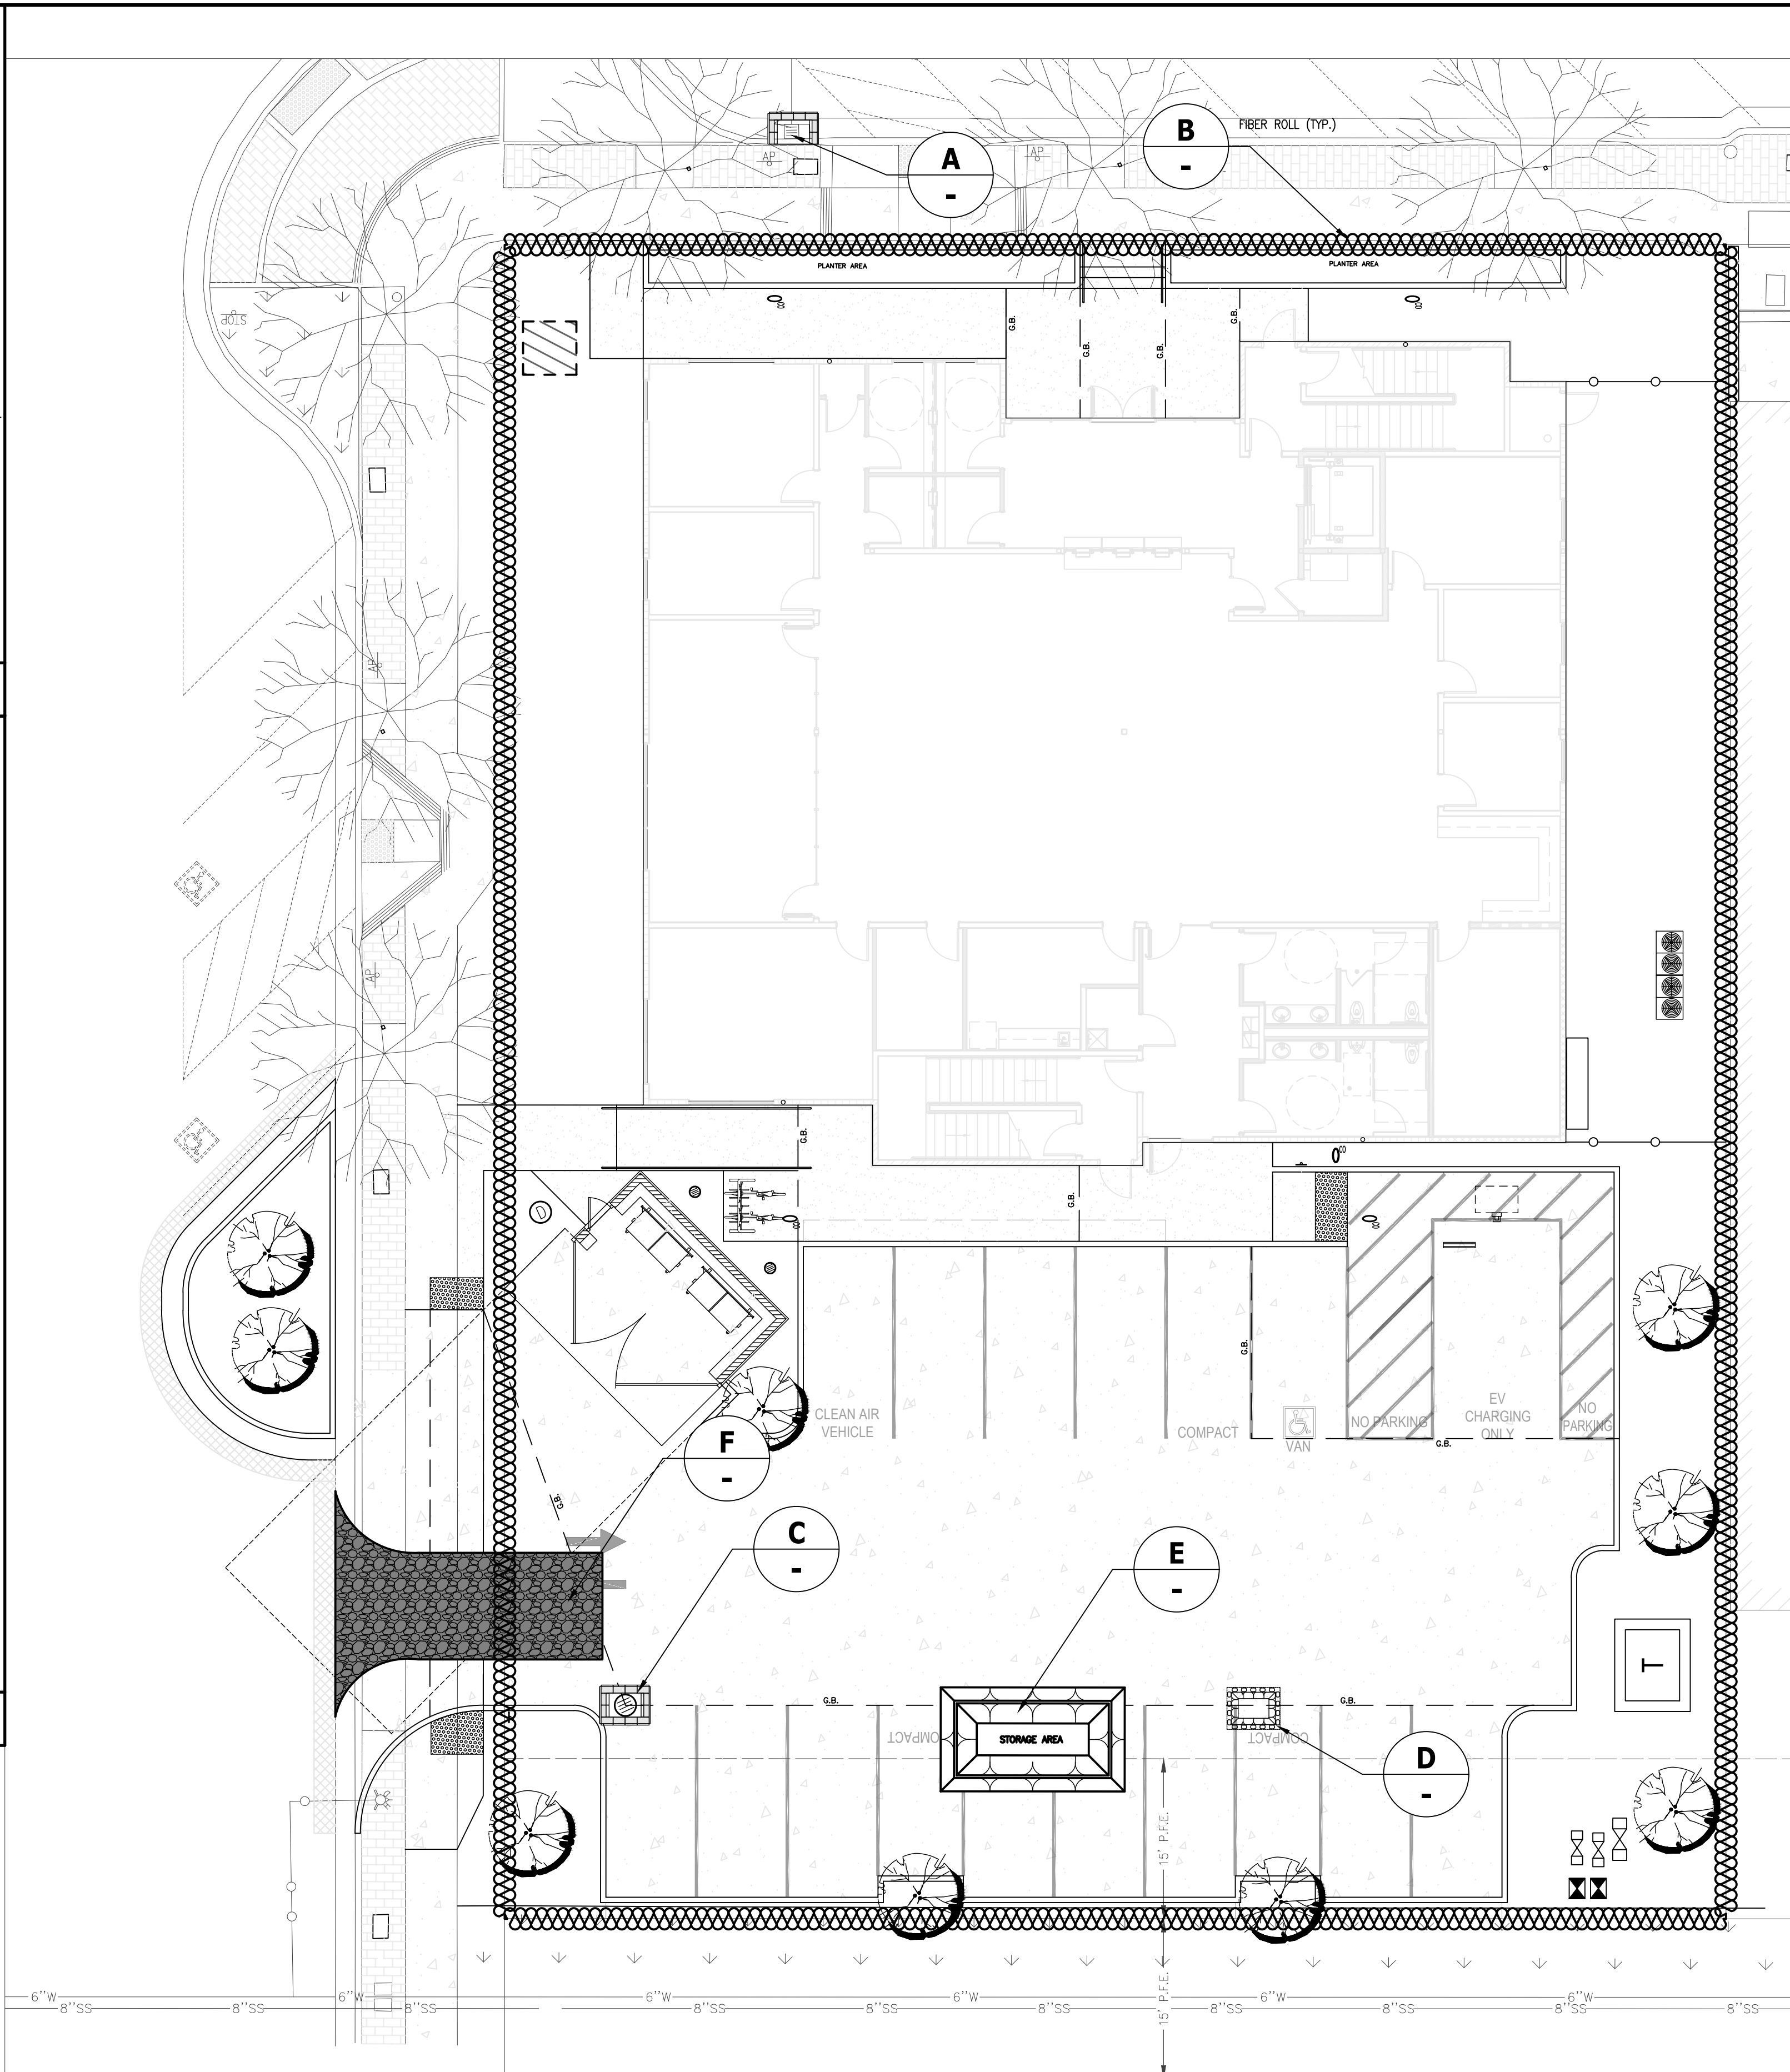 B
FIBER ROLL (TYP.)
-
A
-
AP
AP
PLANTER AREA
PLANTER AREA
STOP
G.B.
G.B.
G.B.
G.B.
AP
AP
G.B.
G.B.
G.B.
CLEAN AIR
VEHICLE
COMPACT
VAN
NO PARKING
EV
CHARGING
ONLY
NO
PARKING
G.B.
F
-
G.B.
C
-
E
-
T
G.B.
G.B.
COMPACT
STORAGE AREA
COMPACT
D
-
15' P.F.E.
15' P.F.E.
6''W
6''W
6''W
6''W
6''W
6''W
8''SS
8''SS
8''SS
8''SS
8''SS
8''SS
8''SS
8''SS
8''SS
8''SS